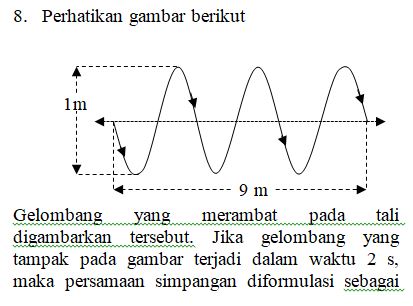 8. Perhatikan gambar berikut
1m
9 m
Gelombang yang merambat pada tali
digambarkan tersebut. Jika gelombang yang
tampak pada gambar terjadi dalam waktu 2 s,
maka persamaan simpangan diformulasi sebagai